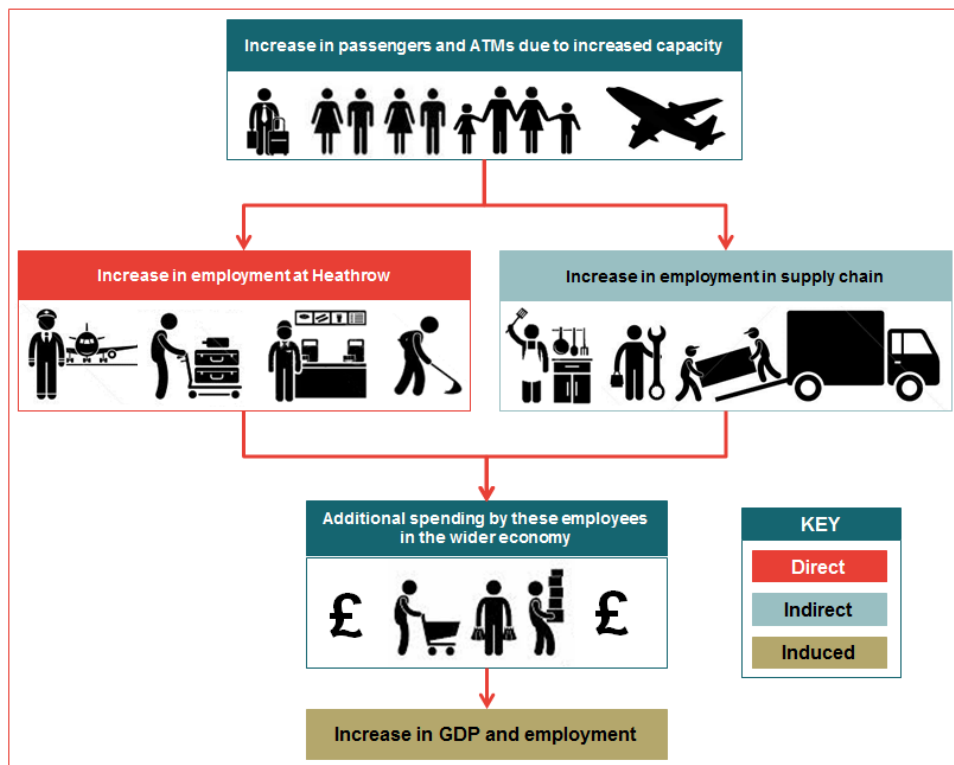 Increase in passengers and ATMs due to increased capacity
Increase in employment at Heathrow
Increase in employment in supply chain
Additional spending by these employees
in the wider economy
£
£
KEY
Direct
Indirect
Induced
Increase in GDP and employment